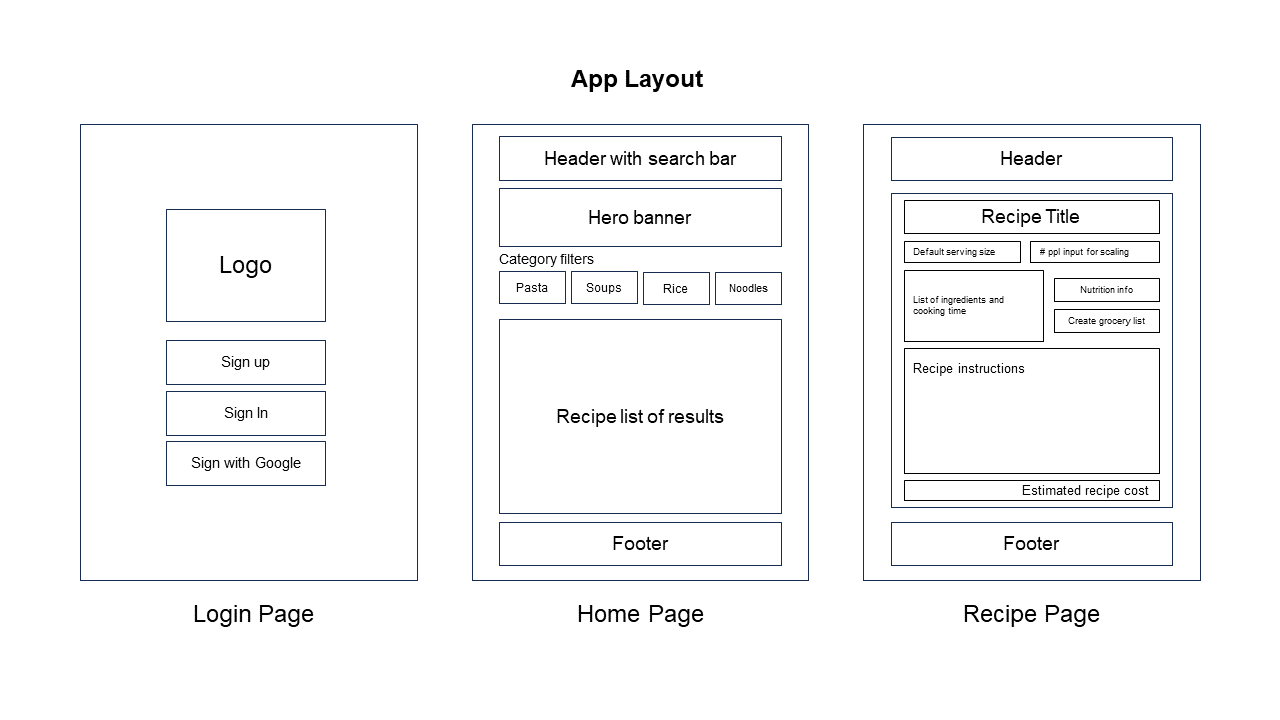 App Layout
Logo
Sign up
Sign In
Sign with Google
Login Page
Header with search bar
Hero banner
Category filters
Pasta
Soups
Rice
Noodles
Recipe list of results
Footer
Home Page
Header
Recipe Title
Default serving size
# ppl input for scaling
List of ingredients and
cooking time
Nutrition info
Create grocery list
Recipe instructions
Estimated recipe cost
Footer
Recipe Page